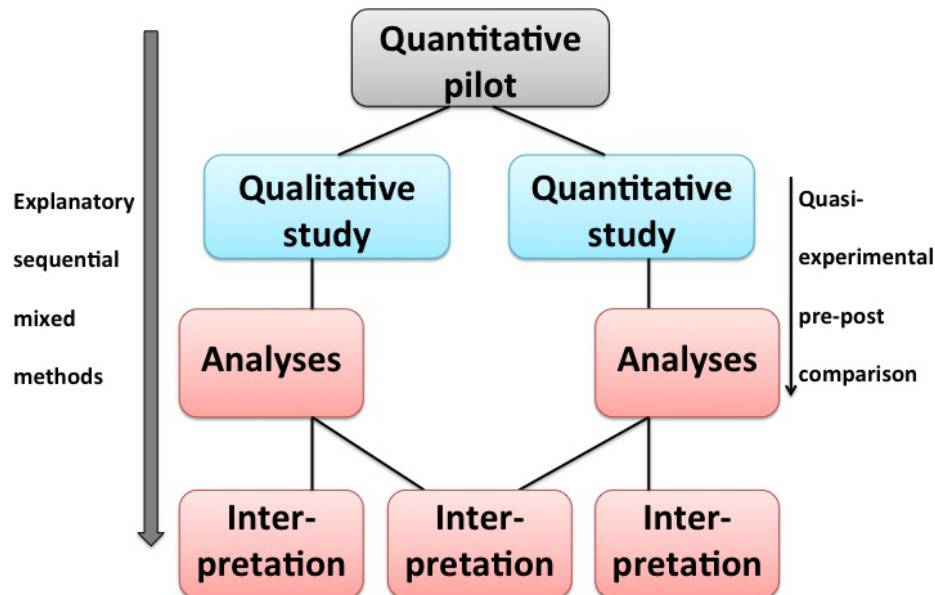 Quantitative
pilot
Qualitative
study
Quantitative
study
Explanatory
sequential
mixed
methods
Quasi-
experimental
pre-post
comparison
Analyses
Analyses
Inter-
pretation
Inter-
pretation
Inter-
pretation